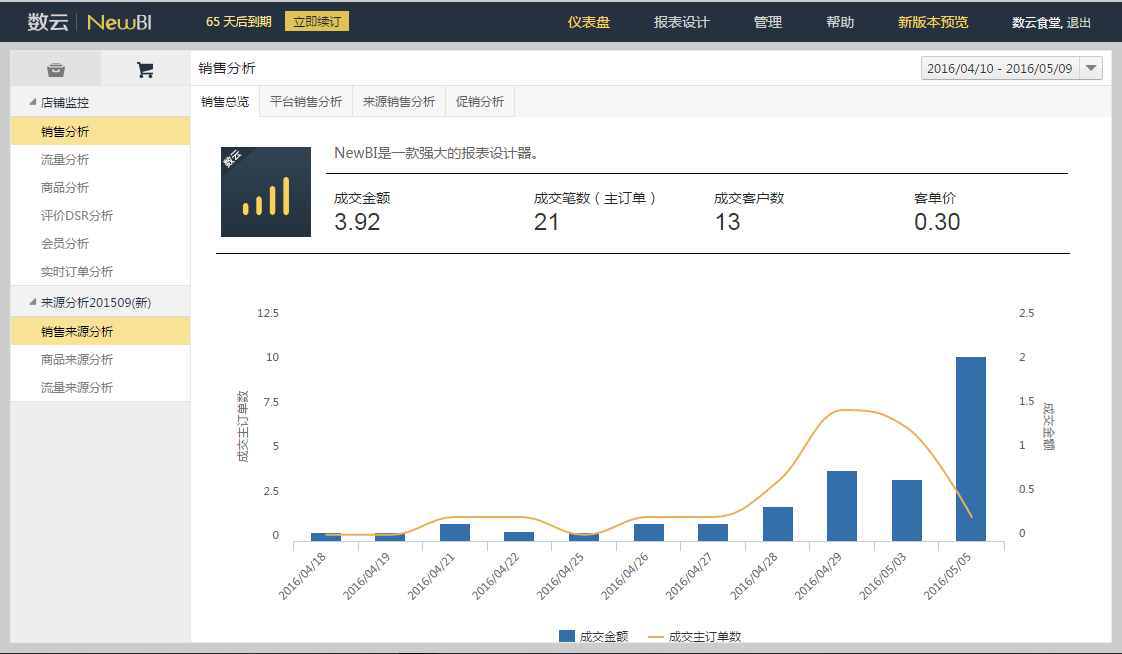 数云 NewBI 65 天后到期 立即续订 仪表盘 报表设计 管理 帮助 新版本预览 数云食堂, 退出
销售分析 2016/04/10 - 2016/05/09
店铺监控
销售分析
流量分析
商品分析
评价DSR分析
会员分析
实时订单分析
来源分析201509(新)
销售来源分析
商品来源分析
流量来源分析
销售总览 平台销售分析 来源销售分析 促销分析
数云
NewBI是一款强大的报表设计器。
成交金额 成交笔数（主订单） 成交客户数 客单价
3.92 21 13 0.30
成交主订单数
12.5
10
7.5
5
2.5
0
2.5
2
1.5
1
0.5
0
成交金额
2016/04/18 2016/04/19 2016/04/21 2016/04/22 2016/04/25 2016/04/26 2016/04/27 2016/04/28 2016/04/29 2016/05/03 2016/05/05
成交金额 成交主订单数